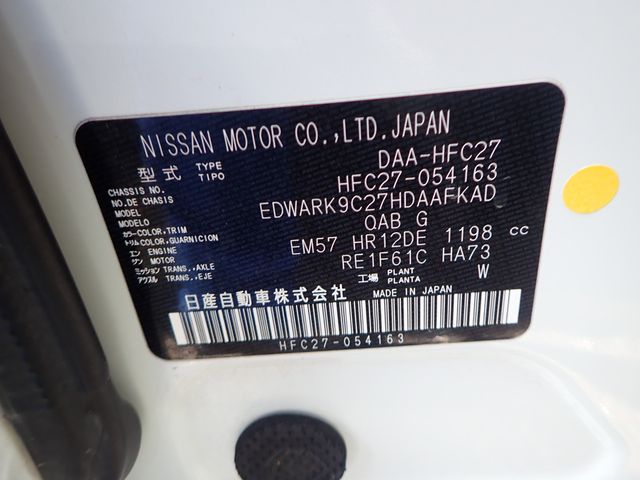 NISSAN MOTOR CO.,LTD.JAPAN
型式 TYPE TIPO DAA-HFC27
CHASSIS NO. NO.DE CHASSIS HFC27-054163
MODEL MODELO EDWARK9C27HDAAFKAD
カラー COLOR,TRIM トリム COLOR,GUARNICION QAB G
エンジン ENGINE MOTOR EM57 HR12DE 1198 cc
ミッション TRANS.,AXLE アクスル TRANS.,EJE RE1F61C HA73
工場 PLANT PLANTA W
日産自動車株式会社 MADE IN JAPAN
HFC27-054163